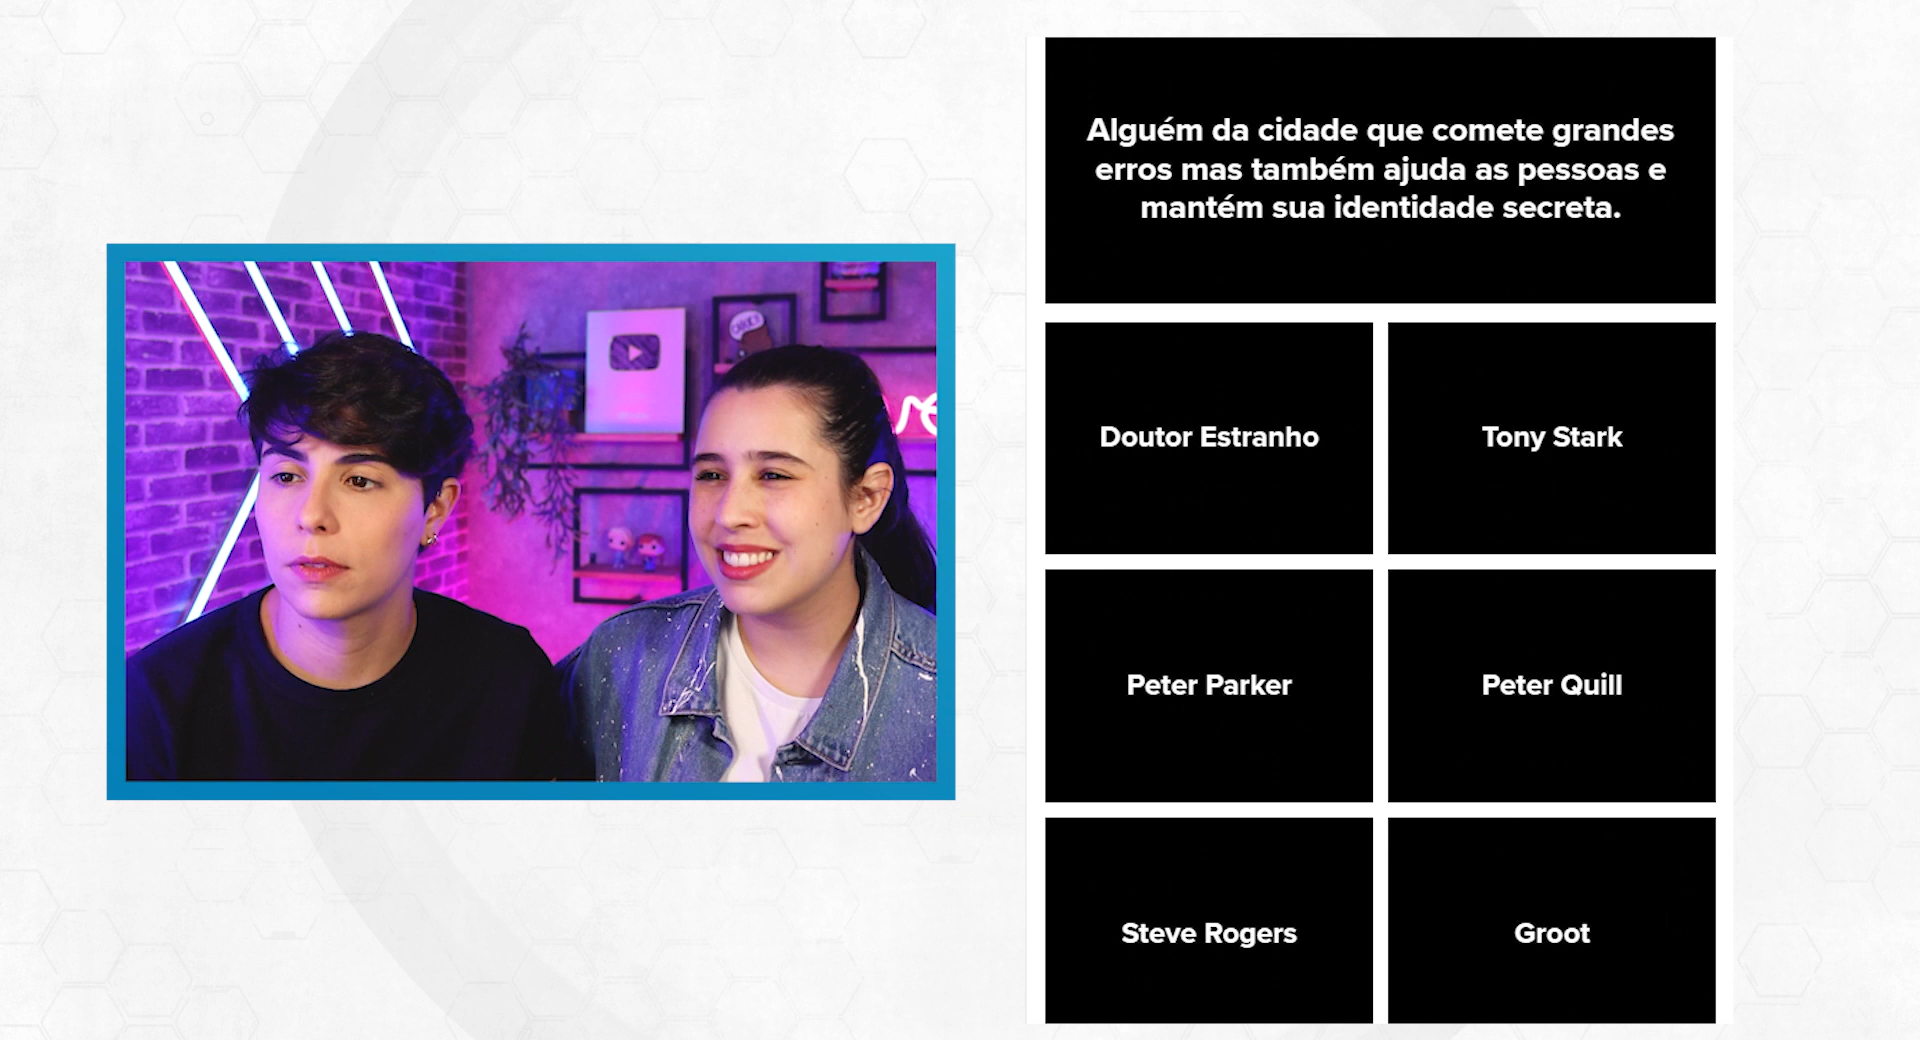 Alguém da cidade que comete grandes
erros mas também ajuda as pessoas e
mantém sua identidade secreta.
Doutor Estranho
Tony Stark
Peter Parker
Peter Quill
Steve Rogers
Groot